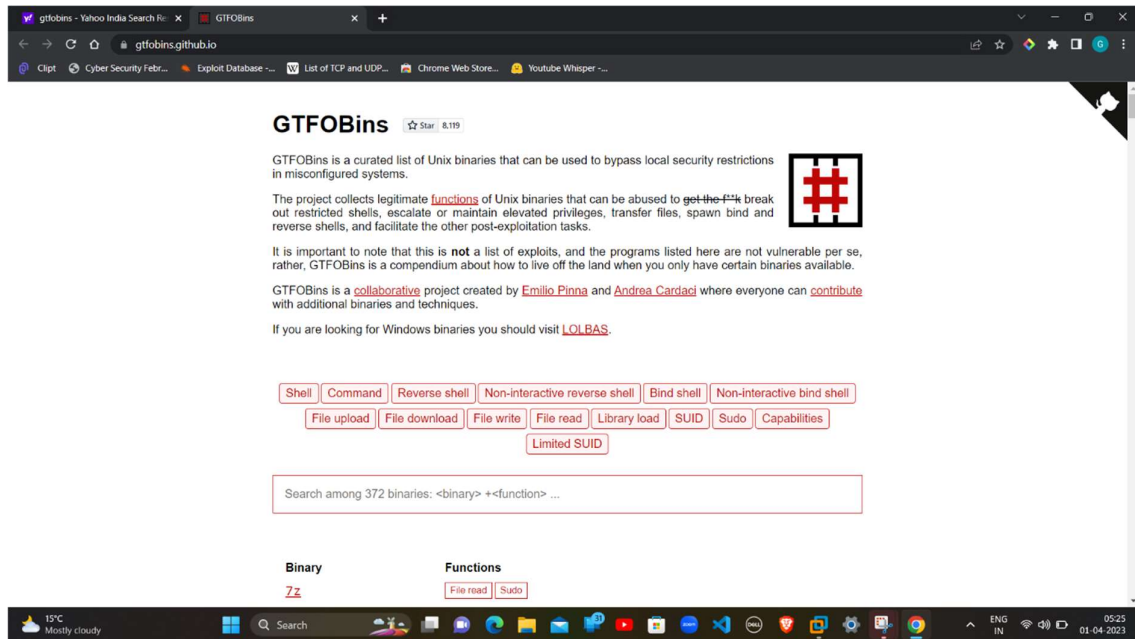 gtfobins - Yahoo India Search Re
GTFOBins
gtfobins.github.io
Clipt
Cyber Security Febr...
Exploit Database -...
List of TCP and UDP...
Chrome Web Store...
Youtube Whisper -...
GTFOBins
Star 8,119
GTFOBins is a curated list of Unix binaries that can be used to bypass local security restrictions
in misconfigured systems.
The project collects legitimate functions of Unix binaries that can be abused to get the f**k break
out restricted shells, escalate or maintain elevated privileges, transfer files, spawn bind and
reverse shells, and facilitate the other post-exploitation tasks.
It is important to note that this is not a list of exploits, and the programs listed here are not vulnerable per se,
rather, GTFOBins is a compendium about how to live off the land when you only have certain binaries available.
GTFOBins is a collaborative project created by Emilio Pinna and Andrea Cardaci where everyone can contribute
with additional binaries and techniques.
If you are looking for Windows binaries you should visit LOLBAS.
Shell Command Reverse shell Non-interactive reverse shell Bind shell Non-interactive bind shell
File upload File download File write File read Library load SUID Sudo Capabilities
Limited SUID
Search among 372 binaries: <binary> +<function> ...
Binary Functions
7z File read Sudo
15°C
Mostly cloudy
Search
31
DELL
ENG
IN
05:25
01-04-2023